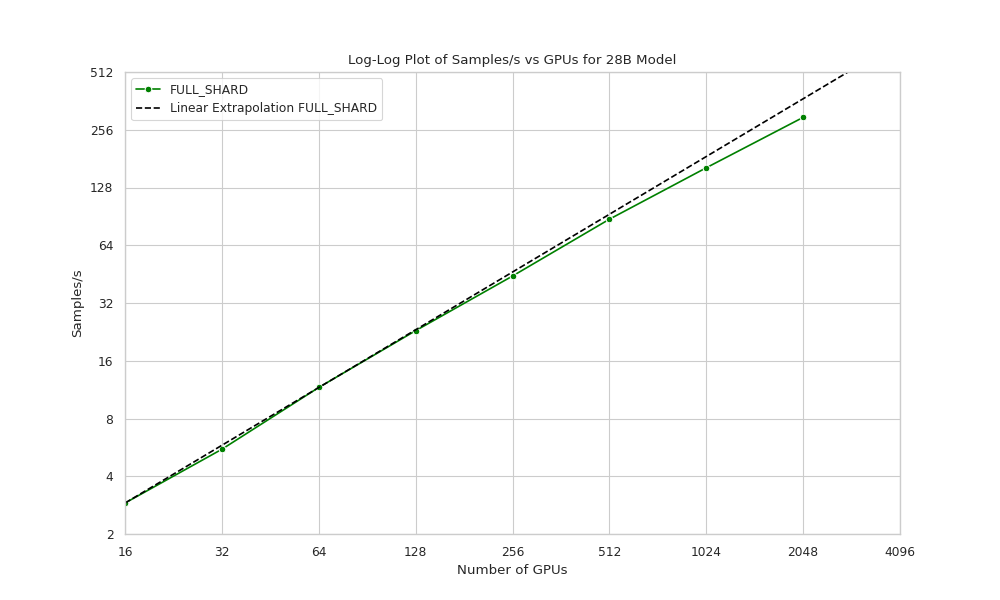 Log-Log Plot of Samples/s vs GPUs for 28B Model
FULL_SHARD
Linear Extrapolation FULL_SHARD
Samples/s
512
256
128
64
32
16
8
4
2
16 32 64 128 256 512 1024 2048 4096
Number of GPUs